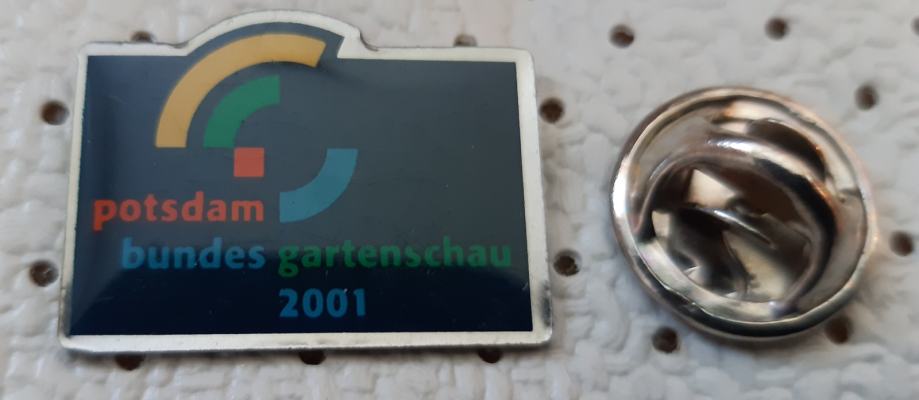 potsdam
bundes gartenschau
2001